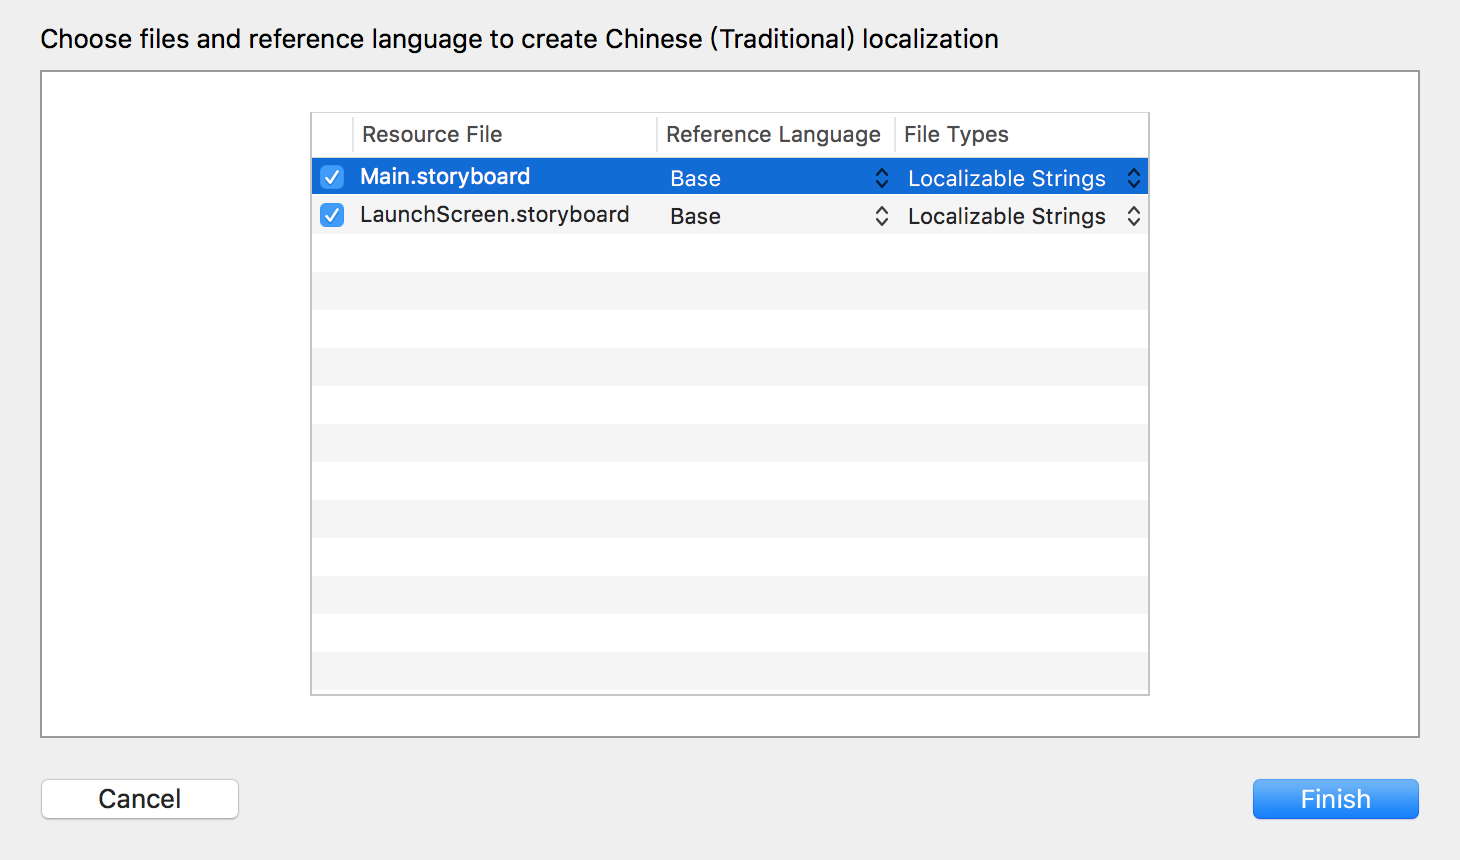 Choose files and reference language to create Chinese (Traditional) localization
Resource File Reference Language File Types
Main.storyboard Base Localizable Strings
LaunchScreen.storyboard Base Localizable Strings
Cancel Finish